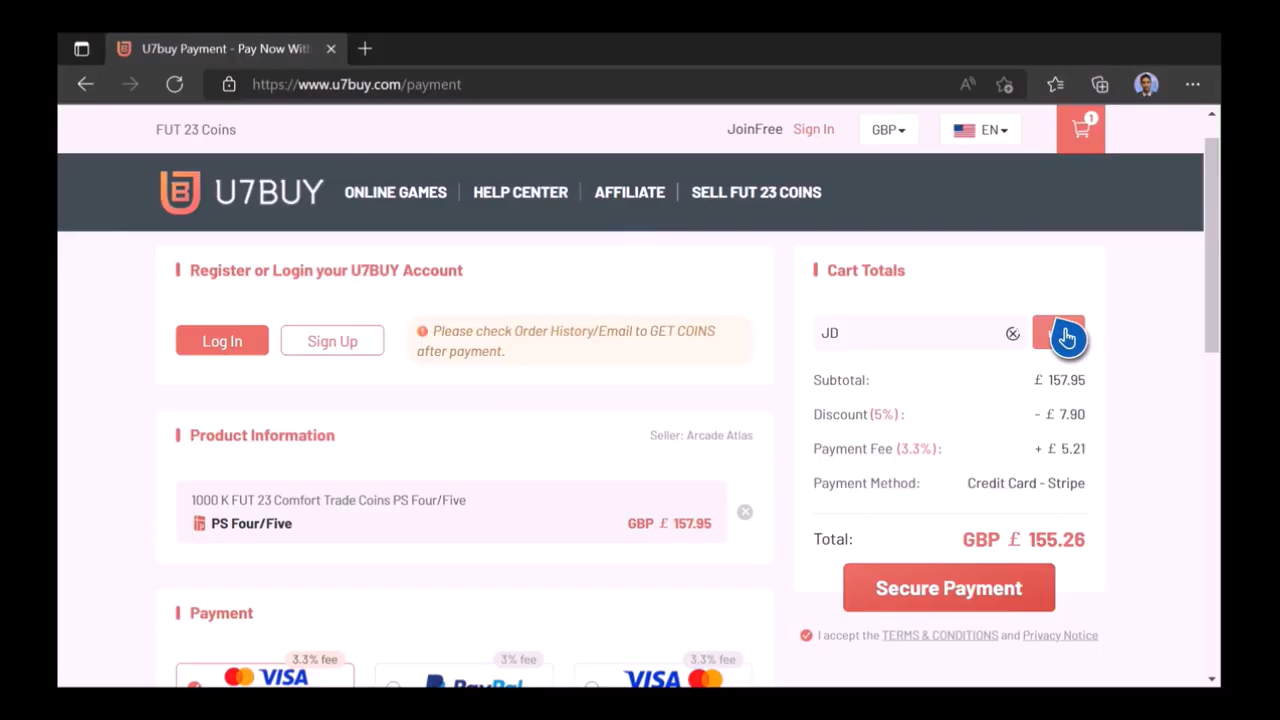 U7buy Payment - Pay Now With
https://www.u7buy.com/payment
FUT 23 Coins
JoinFree Sign In
GBP
EN
1
U7BUY
ONLINE GAMES
HELP CENTER
AFFILIATE
SELL FUT 23 COINS
Register or Login your U7BUY Account
Log In
Sign Up
Please check Order History/Email to GET COINS
after payment.
Product Information
Seller: Arcade Atlas
1000 K FUT 23 Comfort Trade Coins PS Four/Five
PS Four/Five
GBP £ 157.95
Payment
3.3% fee
VISA
3% fee
PayPal
3.3% fee
VISA
Cart Totals
JD
Subtotal: £ 157.95
Discount (5%) : - £ 7.90
Payment Fee (3.3%) : + £ 5.21
Payment Method: Credit Card - Stripe
Total: GBP £ 155.26
Secure Payment
I accept the TERMS & CONDITIONS and Privacy Notice